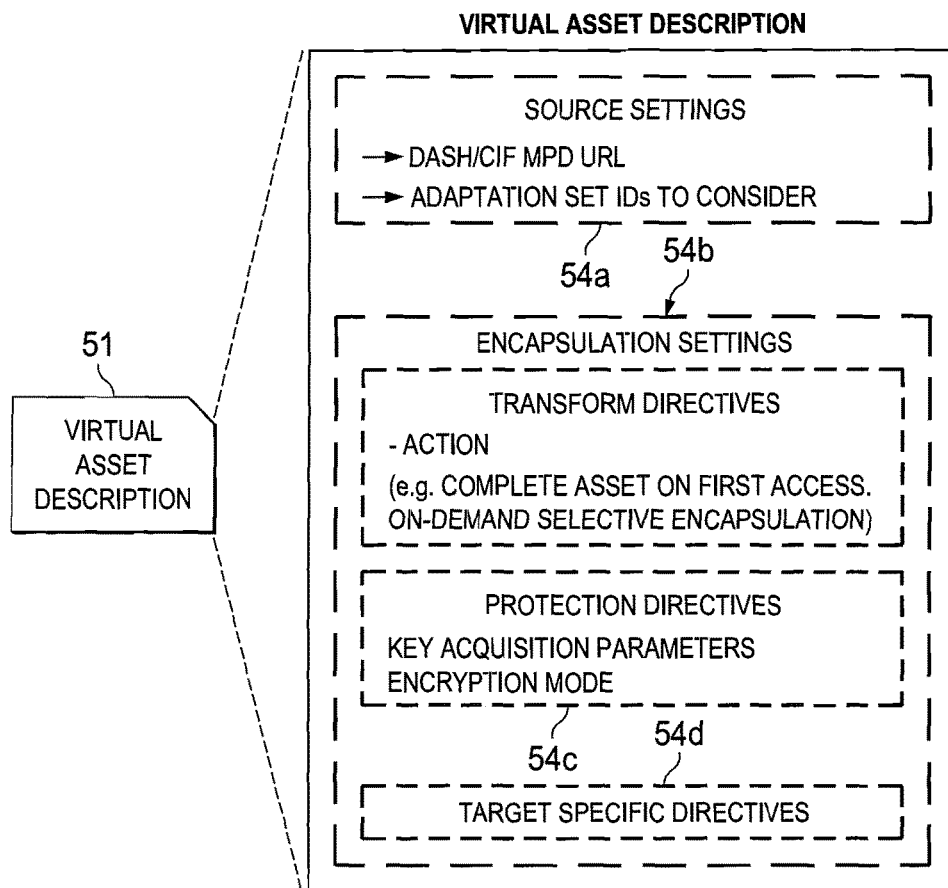 VIRTUAL ASSET DESCRIPTION
SOURCE SETTINGS
DASH/CIF MPD URL
ADAPTATION SET IDs TO CONSIDER
54a
54b
51
VIRTUAL
ASSET
DESCRIPTION
ENCAPSULATION SETTINGS
TRANSFORM DIRECTIVES
- ACTION
(e.g. COMPLETE ASSET ON FIRST ACCESS.
ON-DEMAND SELECTIVE ENCAPSULATION)
PROTECTION DIRECTIVES
KEY ACQUISITION PARAMETERS
ENCRYPTION MODE
54c
54d
TARGET SPECIFIC DIRECTIVES